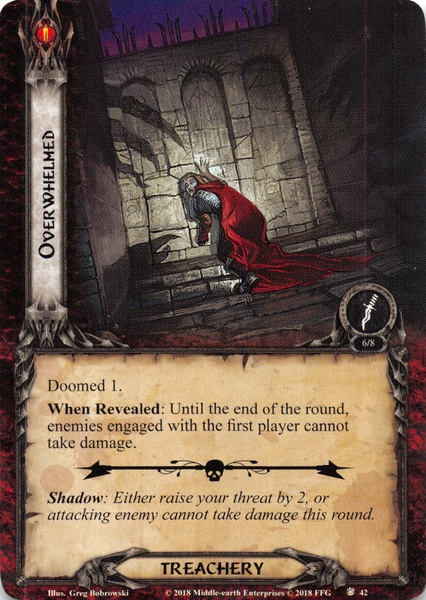 OVERWHELMED
6/8
Doomed 1.
When Revealed: Until the end of the round,
enemies engaged with the first player cannot
take damage.
Shadow: Either raise your threat by 2, or
attacking enemy cannot take damage this round.
TREACHERY
Illus. Greg Bobrowski © 2018 Middle-earth Enterprises © 2018 FFG 42